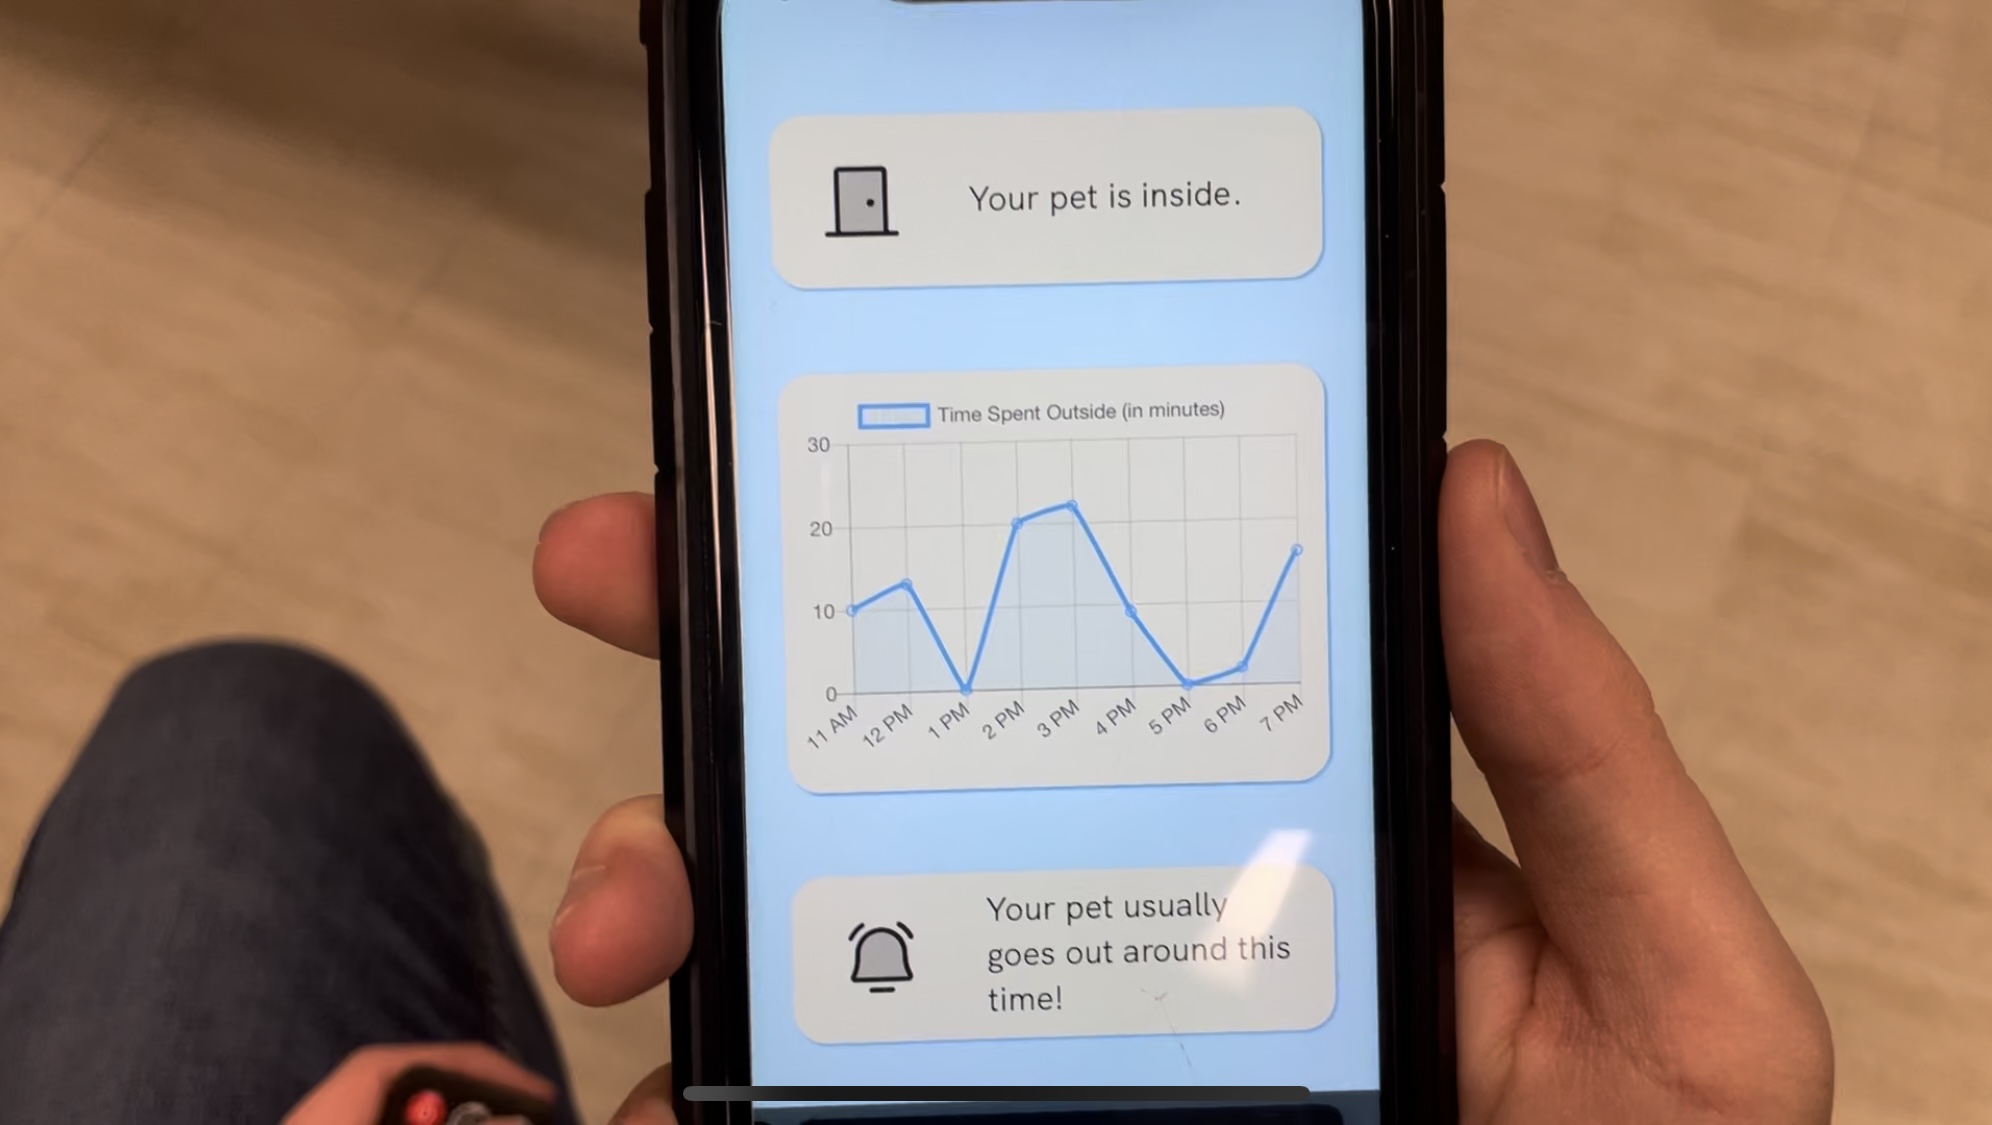 Your pet is inside.
Time Spent Outside (in minutes)
30
20
10
0
11 AM
12 PM
1 PM
2 PM
3 PM
4 PM
5 PM
6 PM
7 PM
Your pet usually
goes out around this
time!